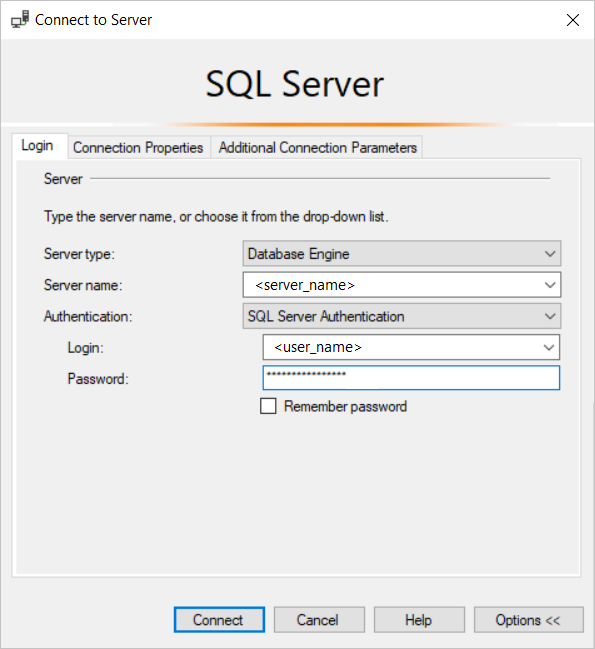 Connect to Server
SQL Server
Login Connection Properties Additional Connection Parameters
Server
Type the server name, or choose it from the drop-down list.
Server type: Database Engine
Server name: <server_name>
Authentication: SQL Server Authentication
Login: <user_name>
Password: ****************
Remember password
Connect Cancel Help Options <<